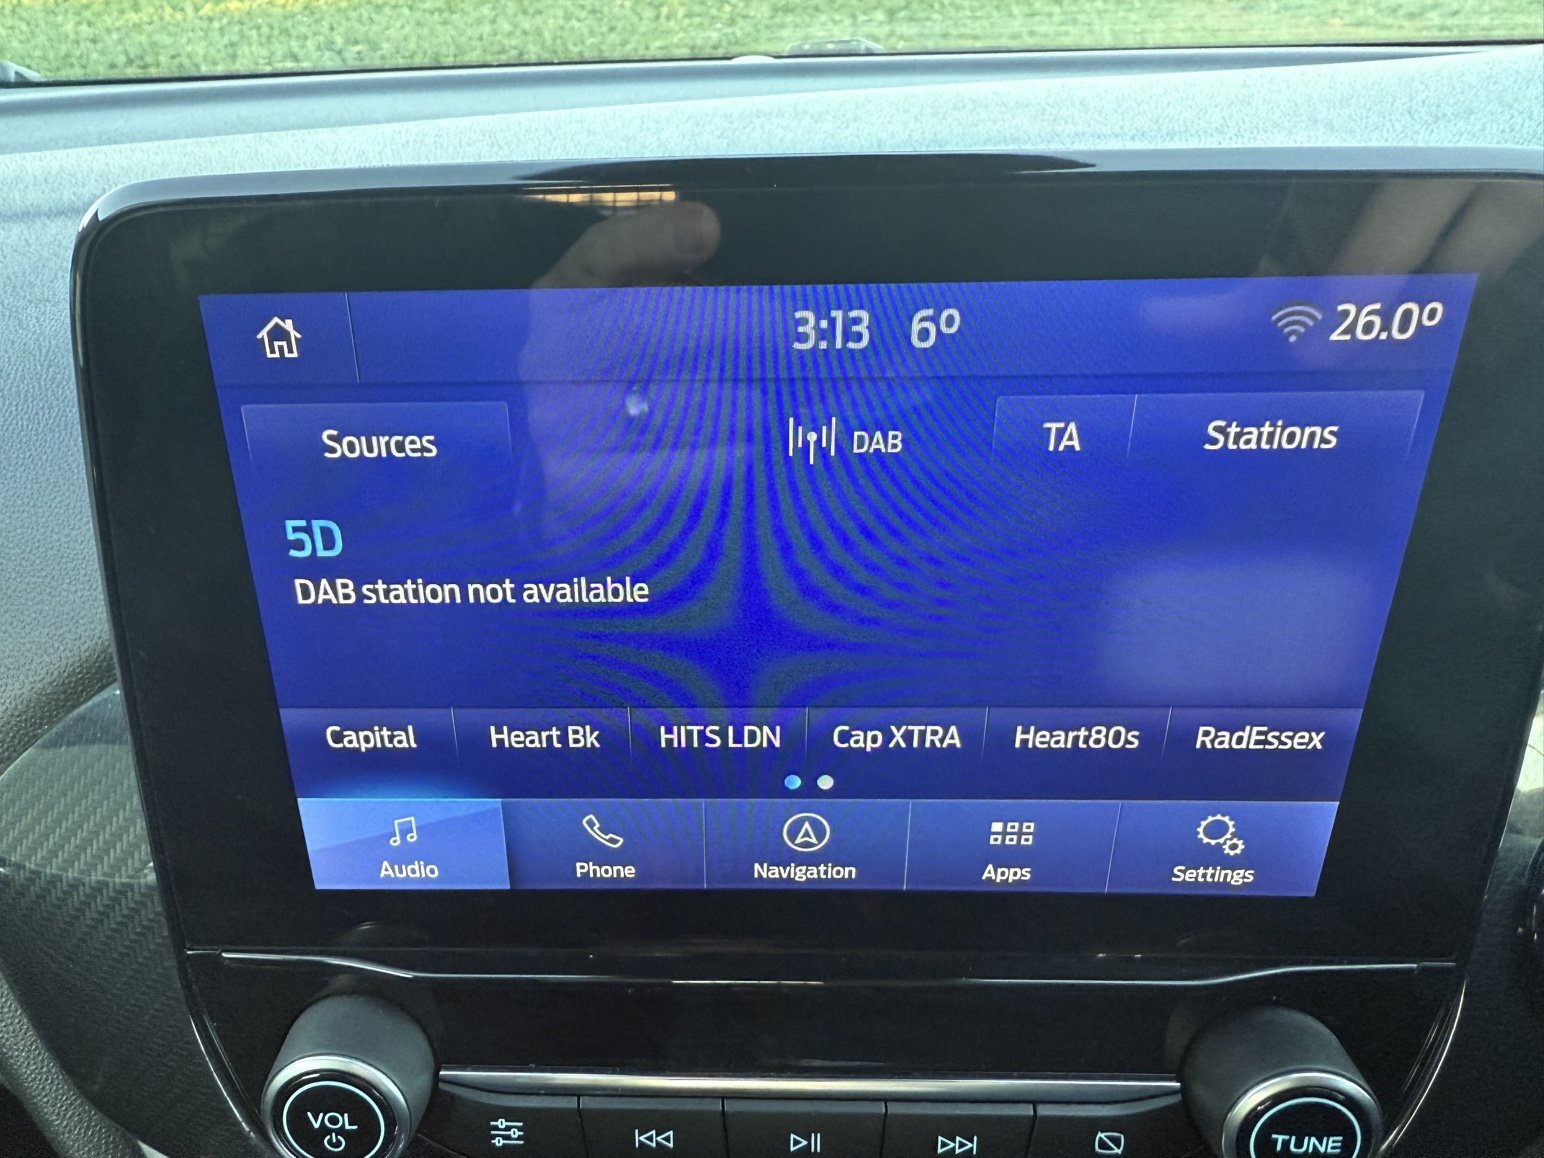 3:13 6º 26.0º
Sources DAB TA Stations
5D
DAB station not available
Capital Heart Bk HITS LDN Cap XTRA Heart80s RadEssex
Audio Phone Navigation Apps Settings
VOL TUNE